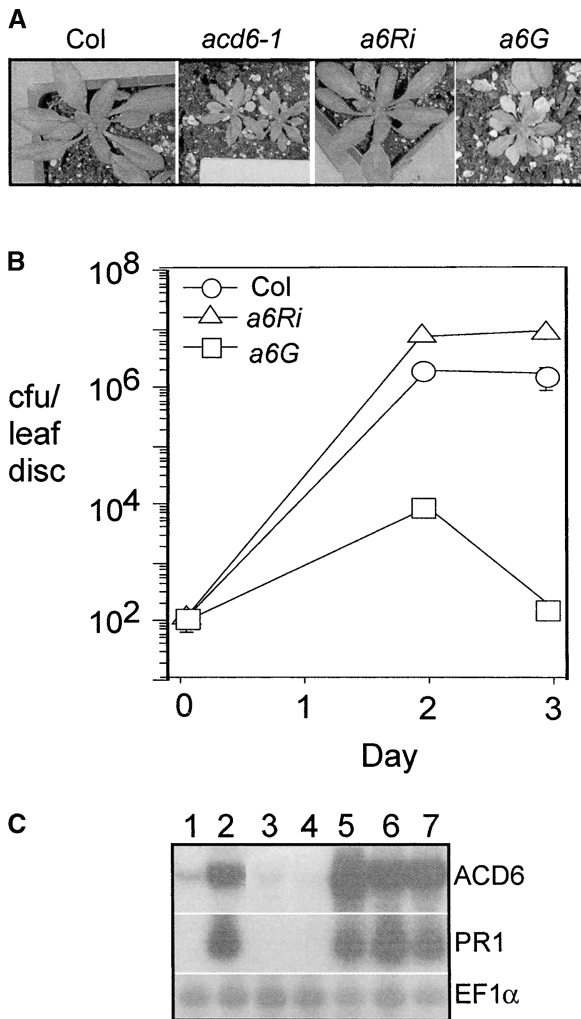 A
Col acd6-1 a6Ri a6G
B
10^8
Col
a6Ri
a6G
10^6
cfu/
leaf
disc
10^4
10^2
0 1 2 3
Day
C
1 2 3 4 5 6 7
ACD6
PR1
EF1α